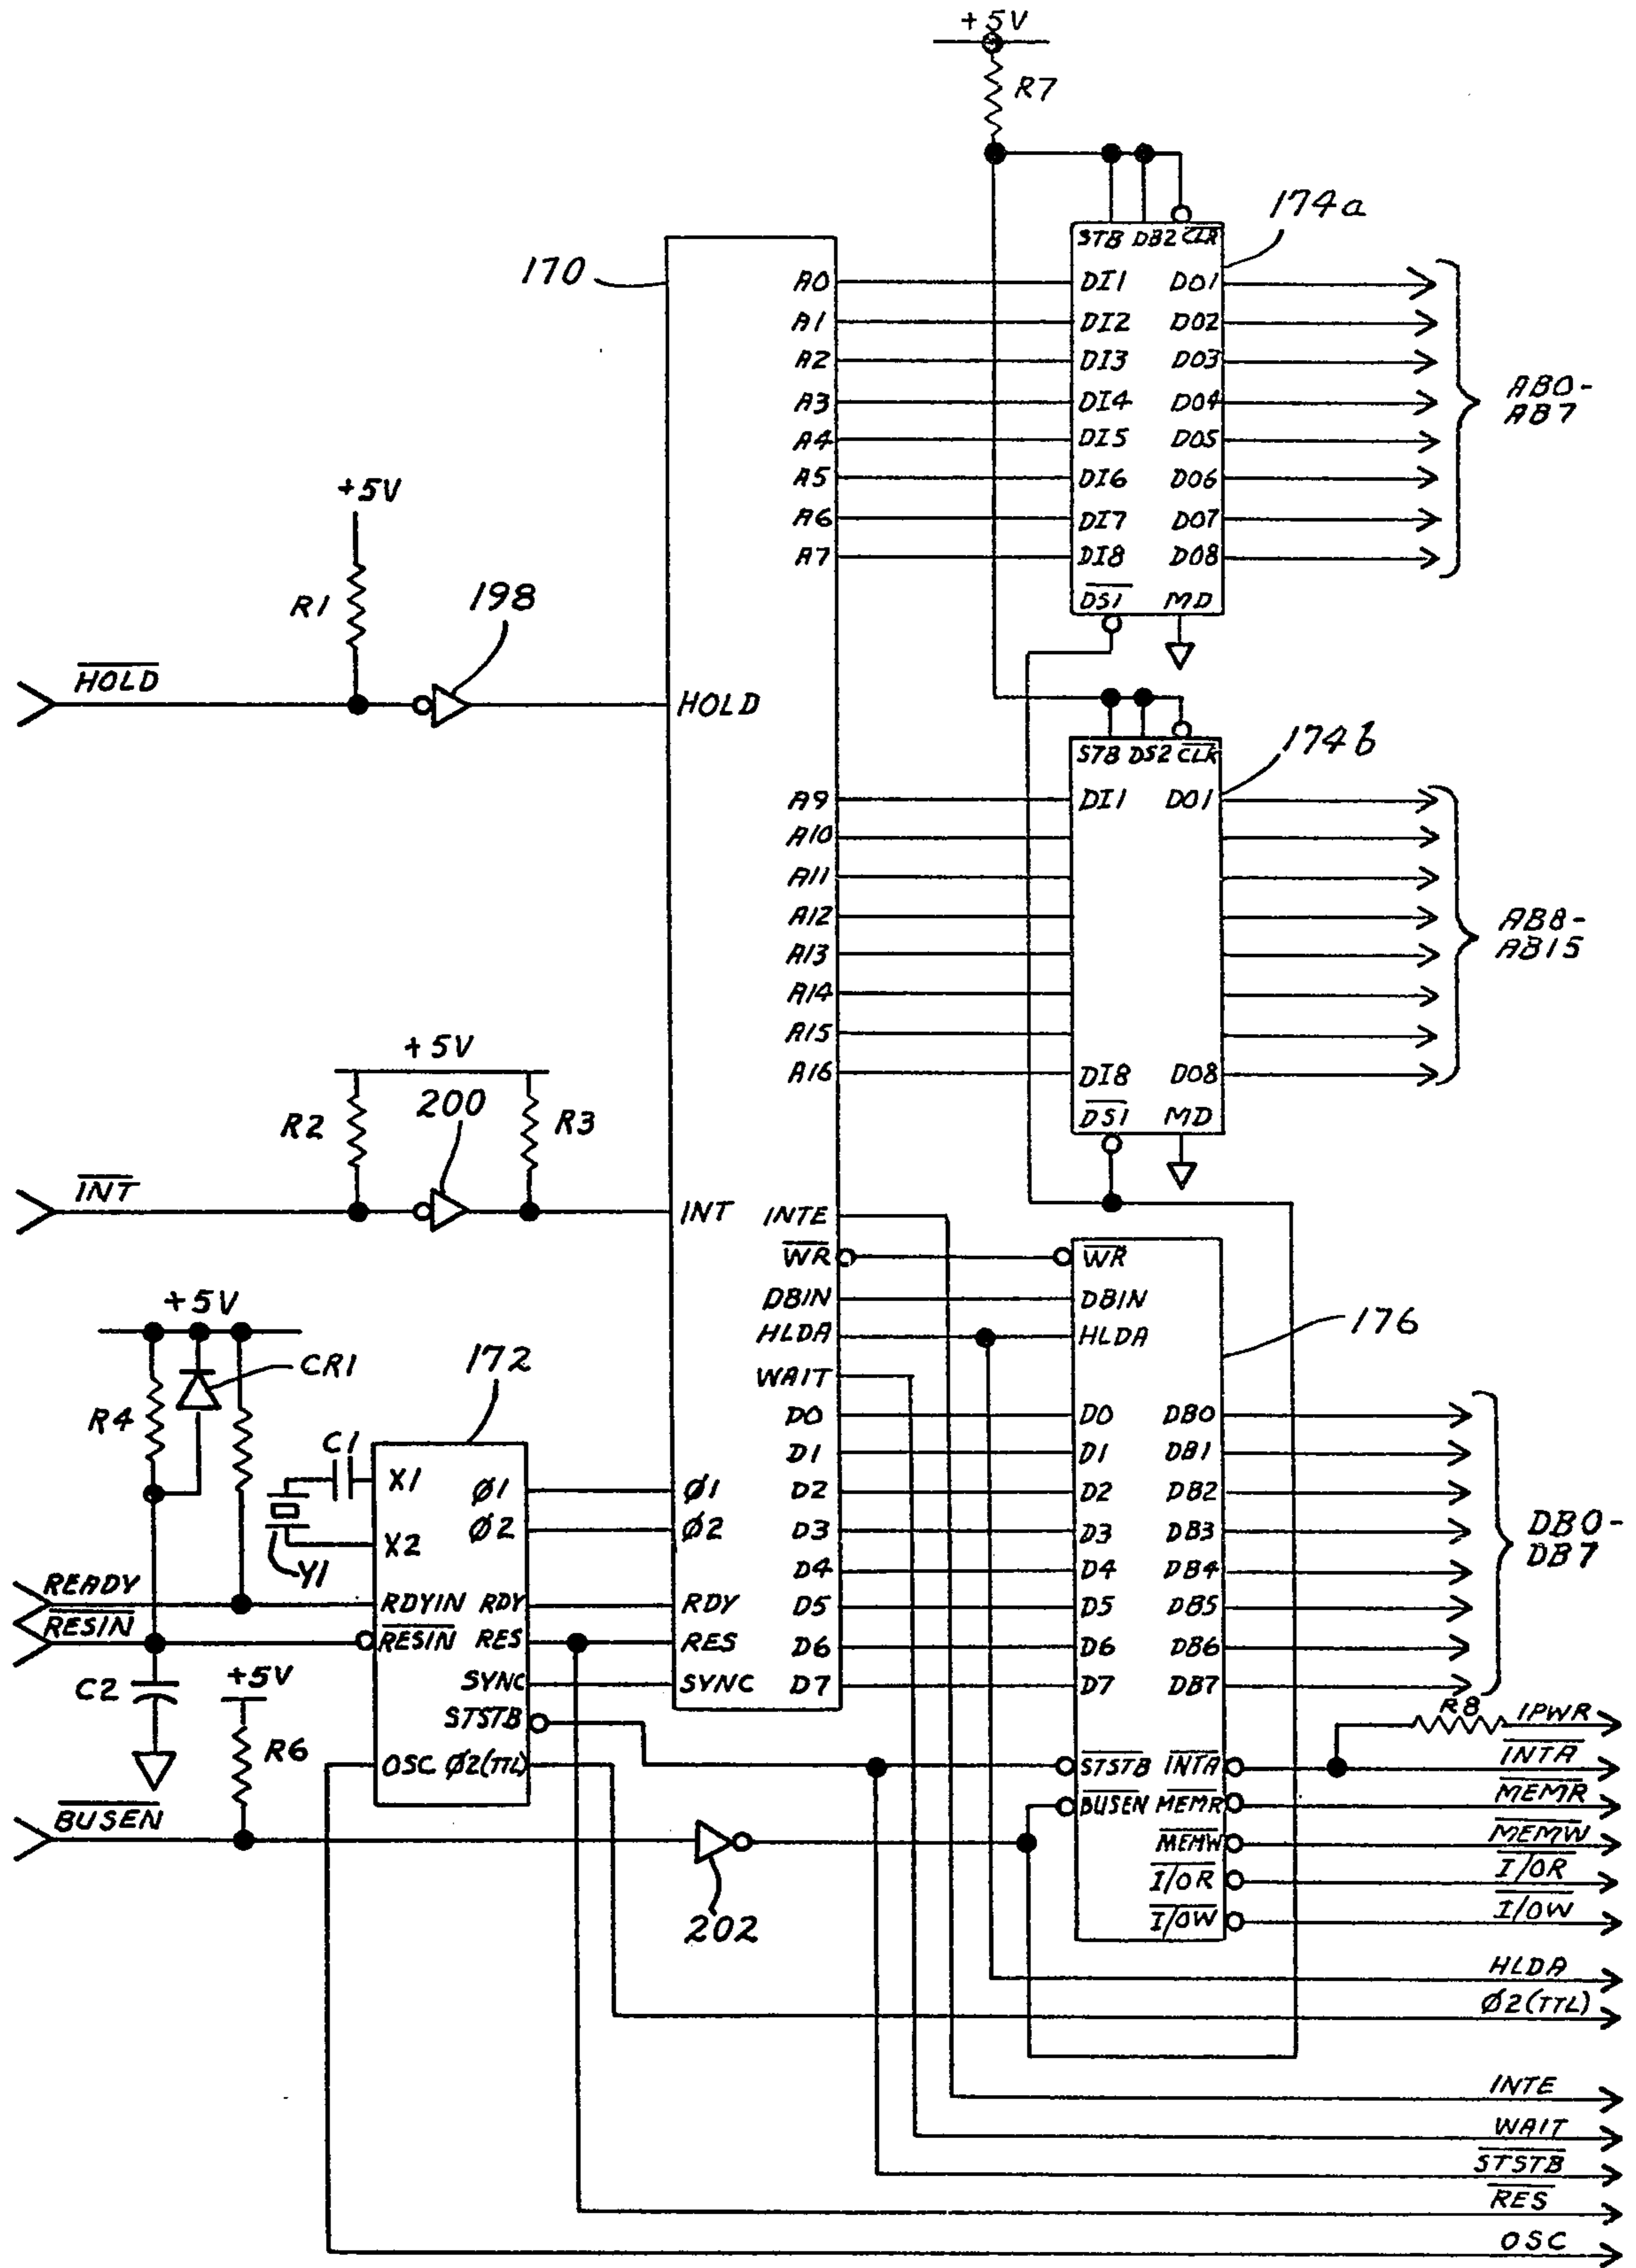 +5V
R7
174a
STB DB2 CLR
170
A0 DI1 DO1
A1 DI2 DO2
A2 DI3 DO3
A3 DI4 DO4
A4 DI5 DO5
A5 DI6 DO6
A6 DI7 DO7
A7 DI8 DO8
AB0-
AB7
DS1 MD
+5V
R1
198
HOLD
HOLD
STB DS2 CLR
174b
A9 DI1 DO1
A10
A11
A12
A13
A14
A15
A16 DI8 DO8
AB8-
AB15
DS1 MD
+5V
R2
200
R3
INT
INT
INTE
WR WR
DBIN DBIN
HLDA HLDA
WAIT
176
+5V
CR1
R4
172
C1
Y1
X1
X2
Ø1 Ø1
Ø2 Ø2
D0 D0 DB0
D1 D1 DB1
D2 D2 DB2
D3 D3 DB3
D4 D4 DB4
D5 D5 DB5
D6 D6 DB6
D7 D7 DB7
DB0-
DB7
READY RDYIN RDY RDY
RESIN RESIN RES RES
SYNC SYNC
C2
+5V
R6
STSTB
OSC Ø2(TTL)
R8 IPWR
STSTB INTA INTA
BUSEN MEMR MEMR
MEMW MEMW
I/OR I/OR
I/OW I/OW
BUSEN
202
HLDA
Ø2(TTL)
INTE
WAIT
STSTB
RES
OSC